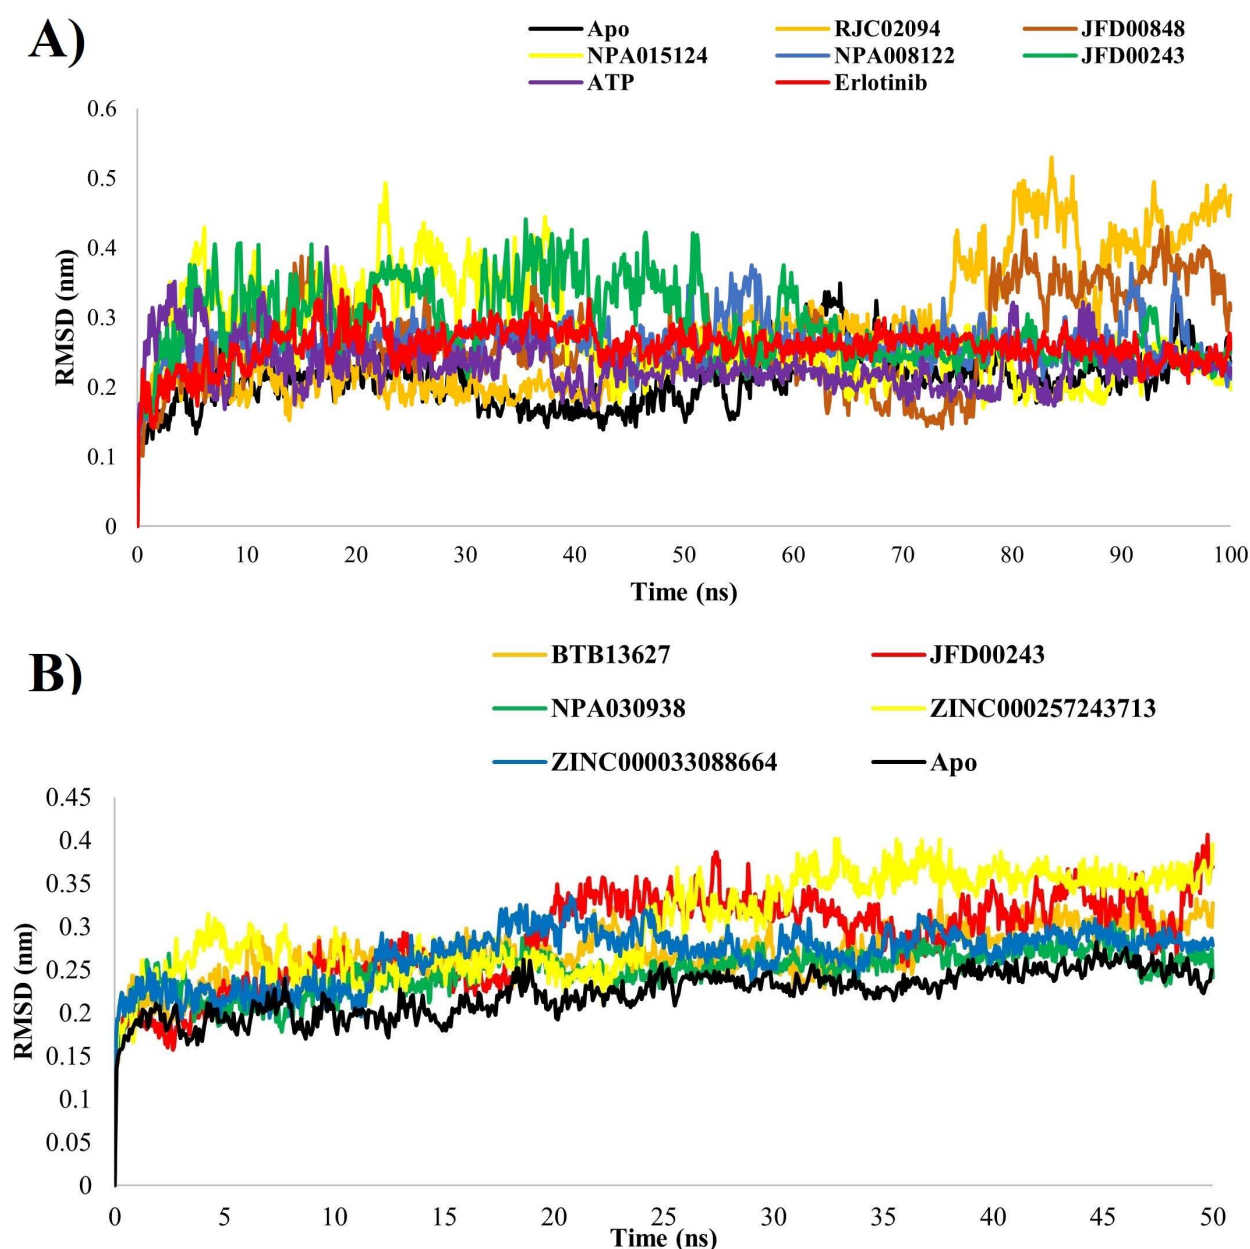 A)
Apo RJC02094 JFD00848
NPA015124 NPA008122 JFD00243
ATP Erlotinib
0.6
0.5
0.4
0.3
0.2
0.1
0
RMSD (nm)
0 10 20 30 40 50 60 70 80 90 100
Time (ns)
B)
BTB13627 JFD00243
NPA030938 ZINC000257243713
ZINC000033088664 Apo
0.45
0.4
0.35
0.3
0.25
0.2
0.15
0.1
0.05
0
RMSD (nm)
0 5 10 15 20 25 30 35 40 45 50
Time (ns)